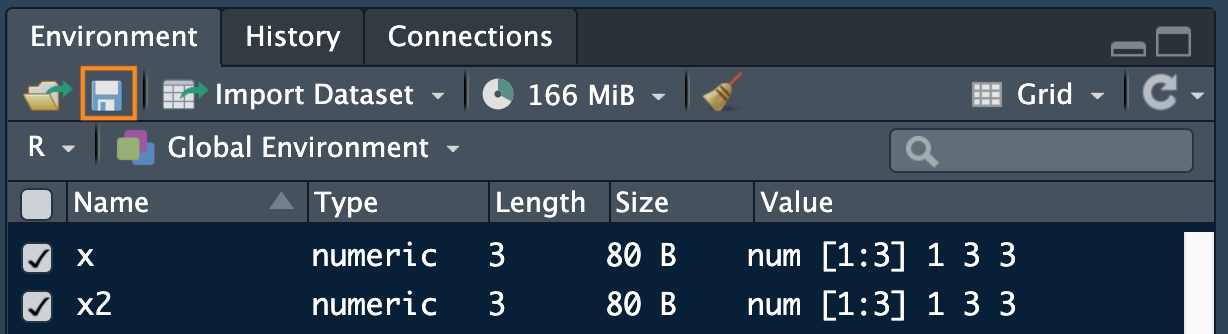 Environment History Connections
Import Dataset 166 MiB Grid
R Global Environment
Name Type Length Size Value
x numeric 3 80 B num [1:3] 1 3 3
x2 numeric 3 80 B num [1:3] 1 3 3